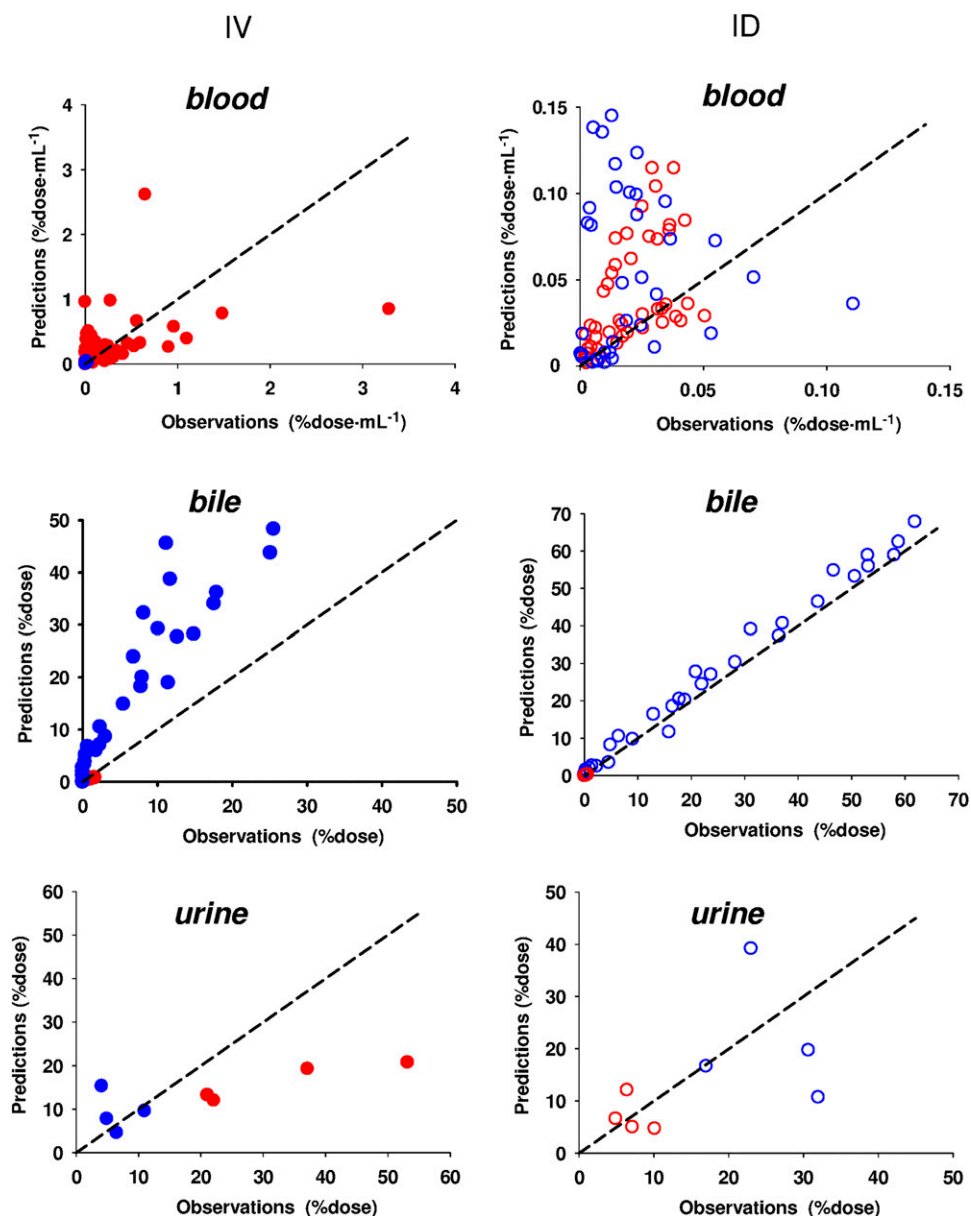 IV
ID
blood
4
3
2
1
0
Predictions (%dose·mL⁻¹)
0 1 2 3 4
Observations (%dose·mL⁻¹)
blood
0.15
0.10
0.05
0
Predictions (%dose·mL⁻¹)
0 0.05 0.10 0.15
Observations (%dose·mL⁻¹)
bile
50
40
30
20
10
0
Predictions (%dose)
0 10 20 30 40 50
Observations (%dose)
bile
70
60
50
40
30
20
10
0
Predictions (%dose)
0 10 20 30 40 50 60 70
Observations (%dose)
urine
60
50
40
30
20
10
0
Predictions (%dose)
0 10 20 30 40 50 60
Observations (%dose)
urine
50
40
30
20
10
0
Predictions (%dose)
0 10 20 30 40 50
Observations (%dose)